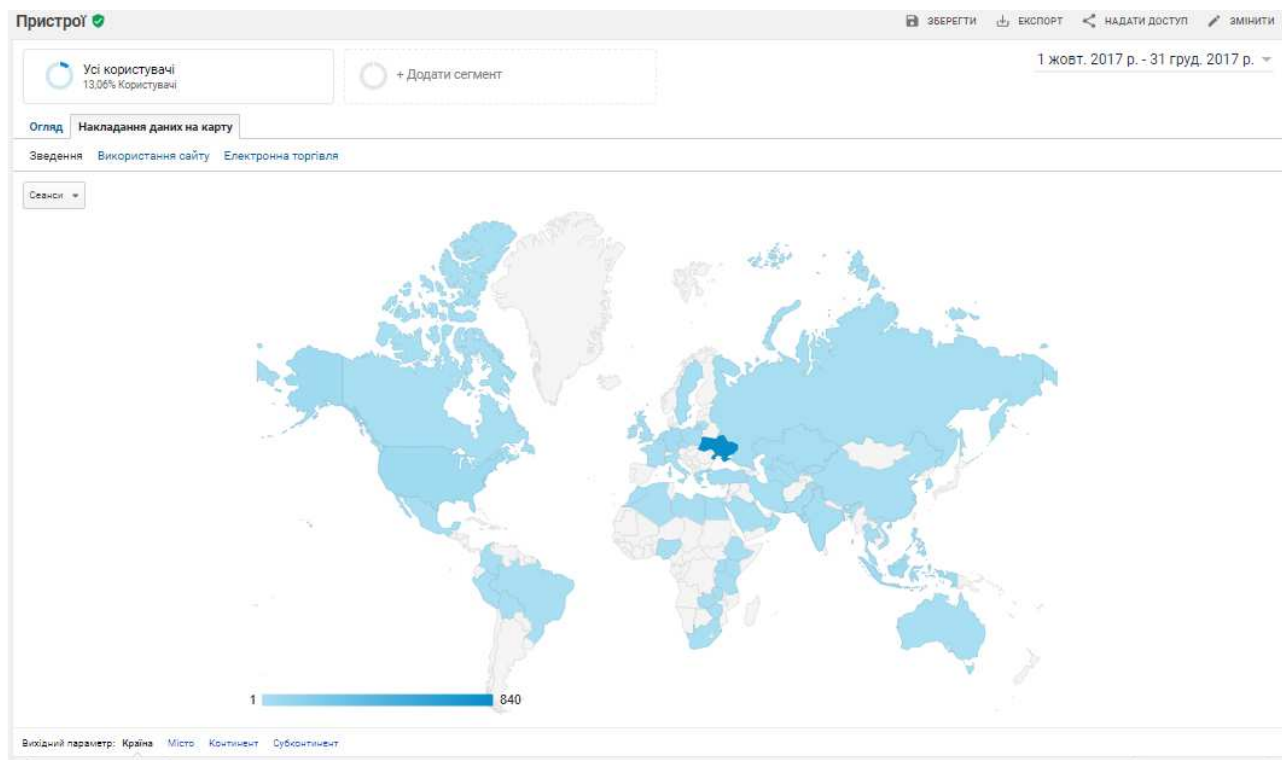 Пристрої
ЗБЕРЕГТИ ЕКСПОРТ НАДАТИ ДОСТУП ЗМІНИТИ
Усі користувачі
13,06% Користувачі
+ Додати сегмент
1 жовт. 2017 р. - 31 груд. 2017 р.
Огляд Накладання даних на карту
Зведення Використання сайту Електронна торгівля
Сеанси
1 840
Вихідний параметр: Країна Місто Континент Субконтинент